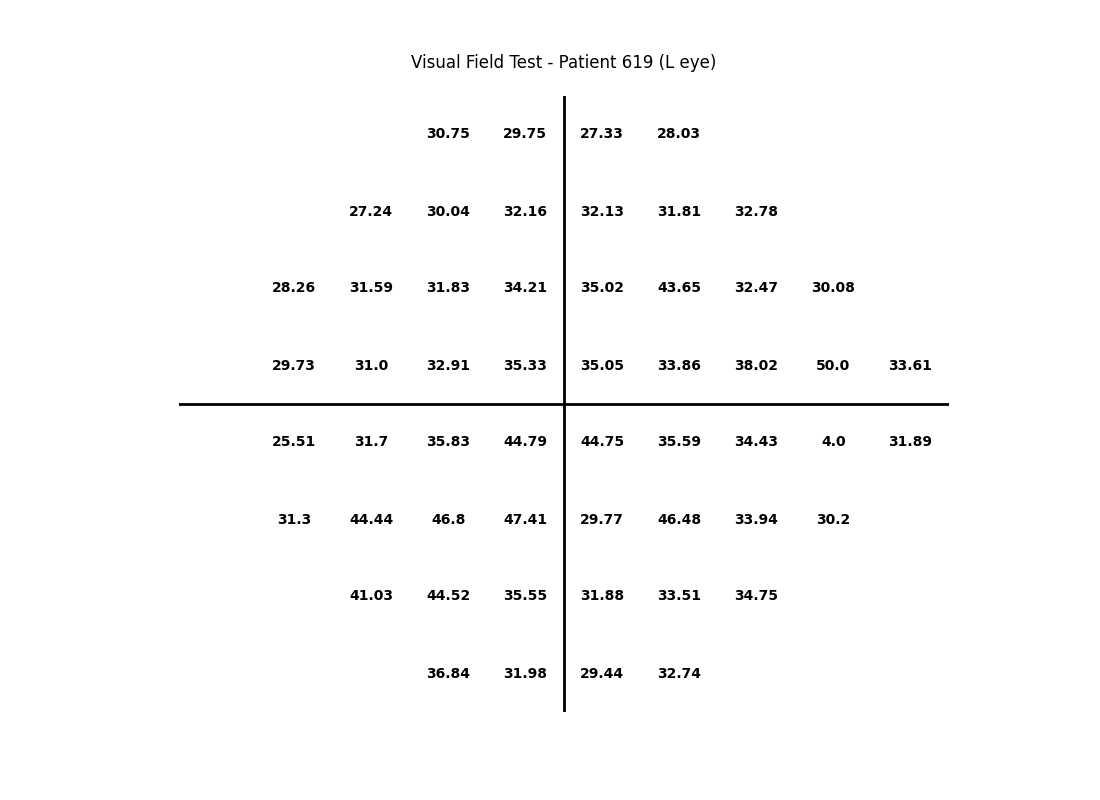 Visual Field Test - Patient 619 (L eye)
30.75 29.75 27.33 28.03
27.24 30.04 32.16 32.13 31.81 32.78
28.26 31.59 31.83 34.21 35.02 43.65 32.47 30.08
29.73 31.0 32.91 35.33 35.05 33.86 38.02 50.0 33.61
25.51 31.7 35.83 44.79 44.75 35.59 34.43 4.0 31.89
31.3 44.44 46.8 47.41 29.77 46.48 33.94 30.2
41.03 44.52 35.55 31.88 33.51 34.75
36.84 31.98 29.44 32.74